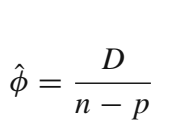 ϕ̂ = D / (n − p)